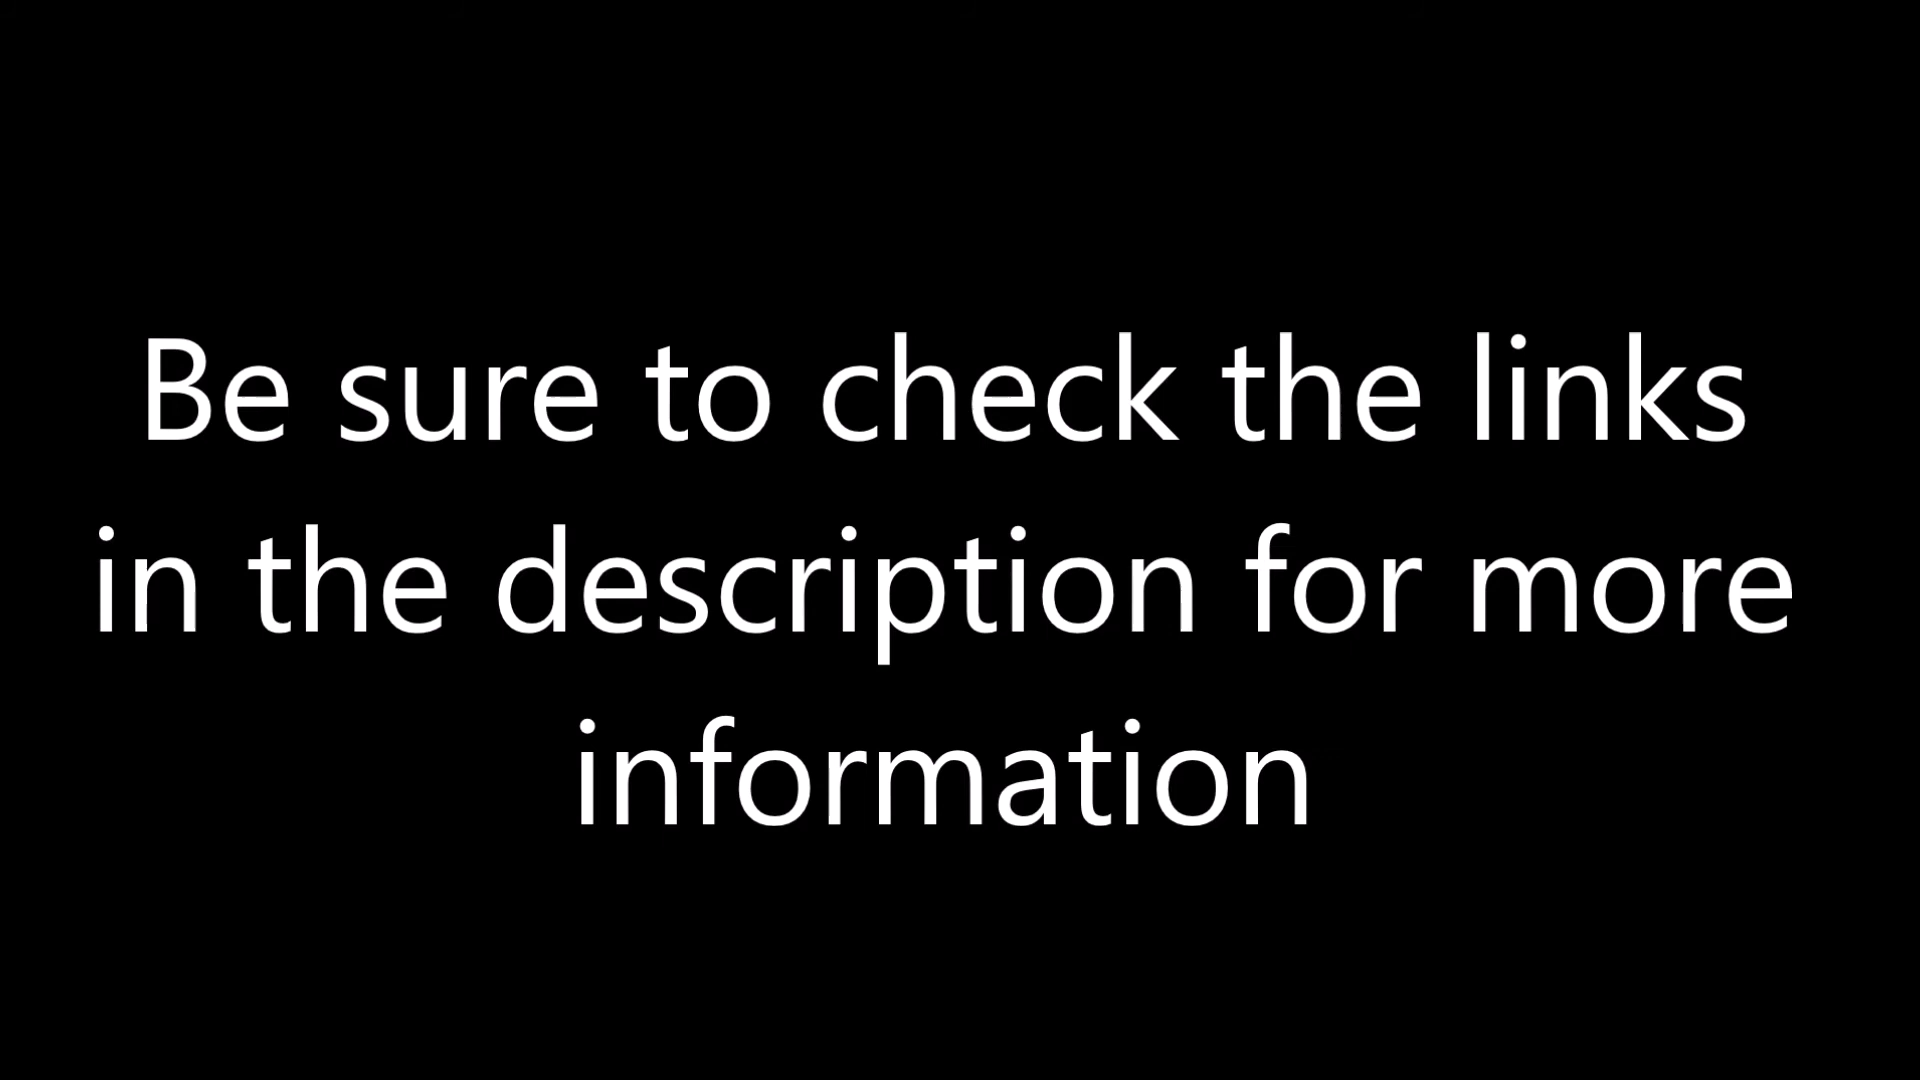 Be sure to check the links
in the description for more
information